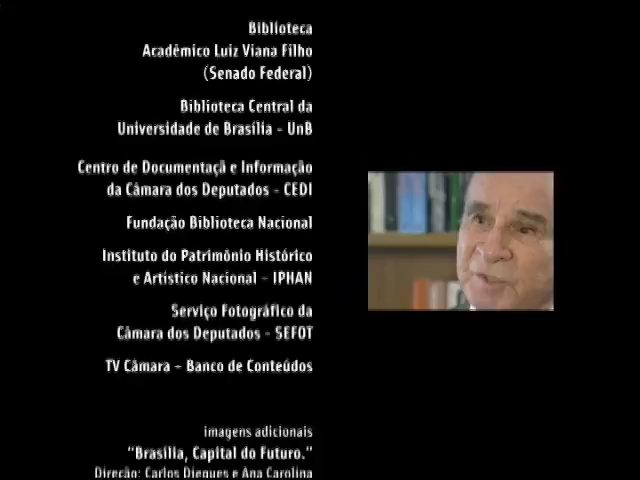 Biblioteca
Acadêmico Luiz Viana Filho
(Senado Federal)
Biblioteca Central da
Universidade de Brasília - UnB
Centro de Documentaçã e Informação
da Câmara dos Deputados - CEDI
Fundação Biblioteca Nacional
Instituto do Patrimônio Histórico
e Artístico Nacional - IPHAN
Serviço Fotográfico da
Câmara dos Deputados - SEFOT
TV Câmara - Banco de Conteúdos
imagens adicionais
"Brasília, Capital do Futuro."
Direção: Carlos Diegues e Ana Carolina